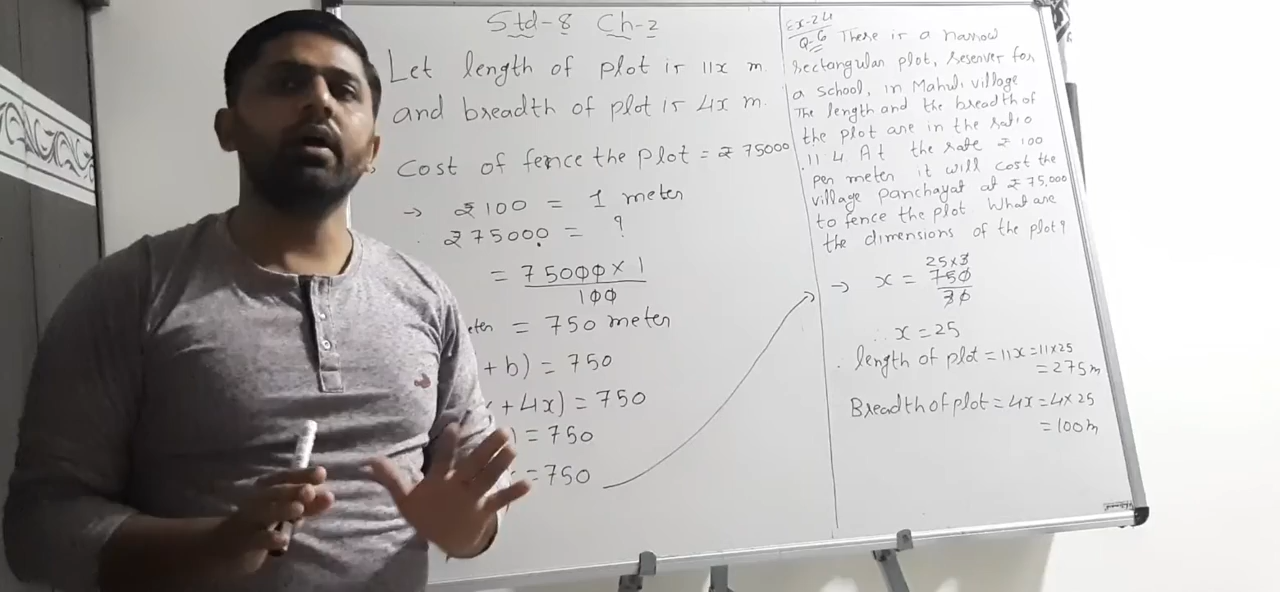 Std-8 Ch-2
Let length of plot is 11x m.
and breadth of plot is 4x m.
Cost of fence the plot = ₹ 75000
→ ₹100 = 1 meter
∴ ₹75000 = ?
= 75000 × 1
100
eter = 750 meter
+ b) = 750
+ 4x) = 750
) = 750
= 750
Ex-2.4
Q-6 There is a narrow
rectangular plot, reserver for
a school, in Mahuli village
The length and the breadth of
the plot are in the ratio
11:4 At the rate ₹ 100
per meter it will cost the
village Panchayat at ₹ 75,000
to fence the plot. What are
the dimensions of the plot?
25×3
→ x = 750
30
∴ x = 25
∴ length of plot = 11x = 11×25
= 275m
Breadth of plot = 4x = 4×25
= 100m